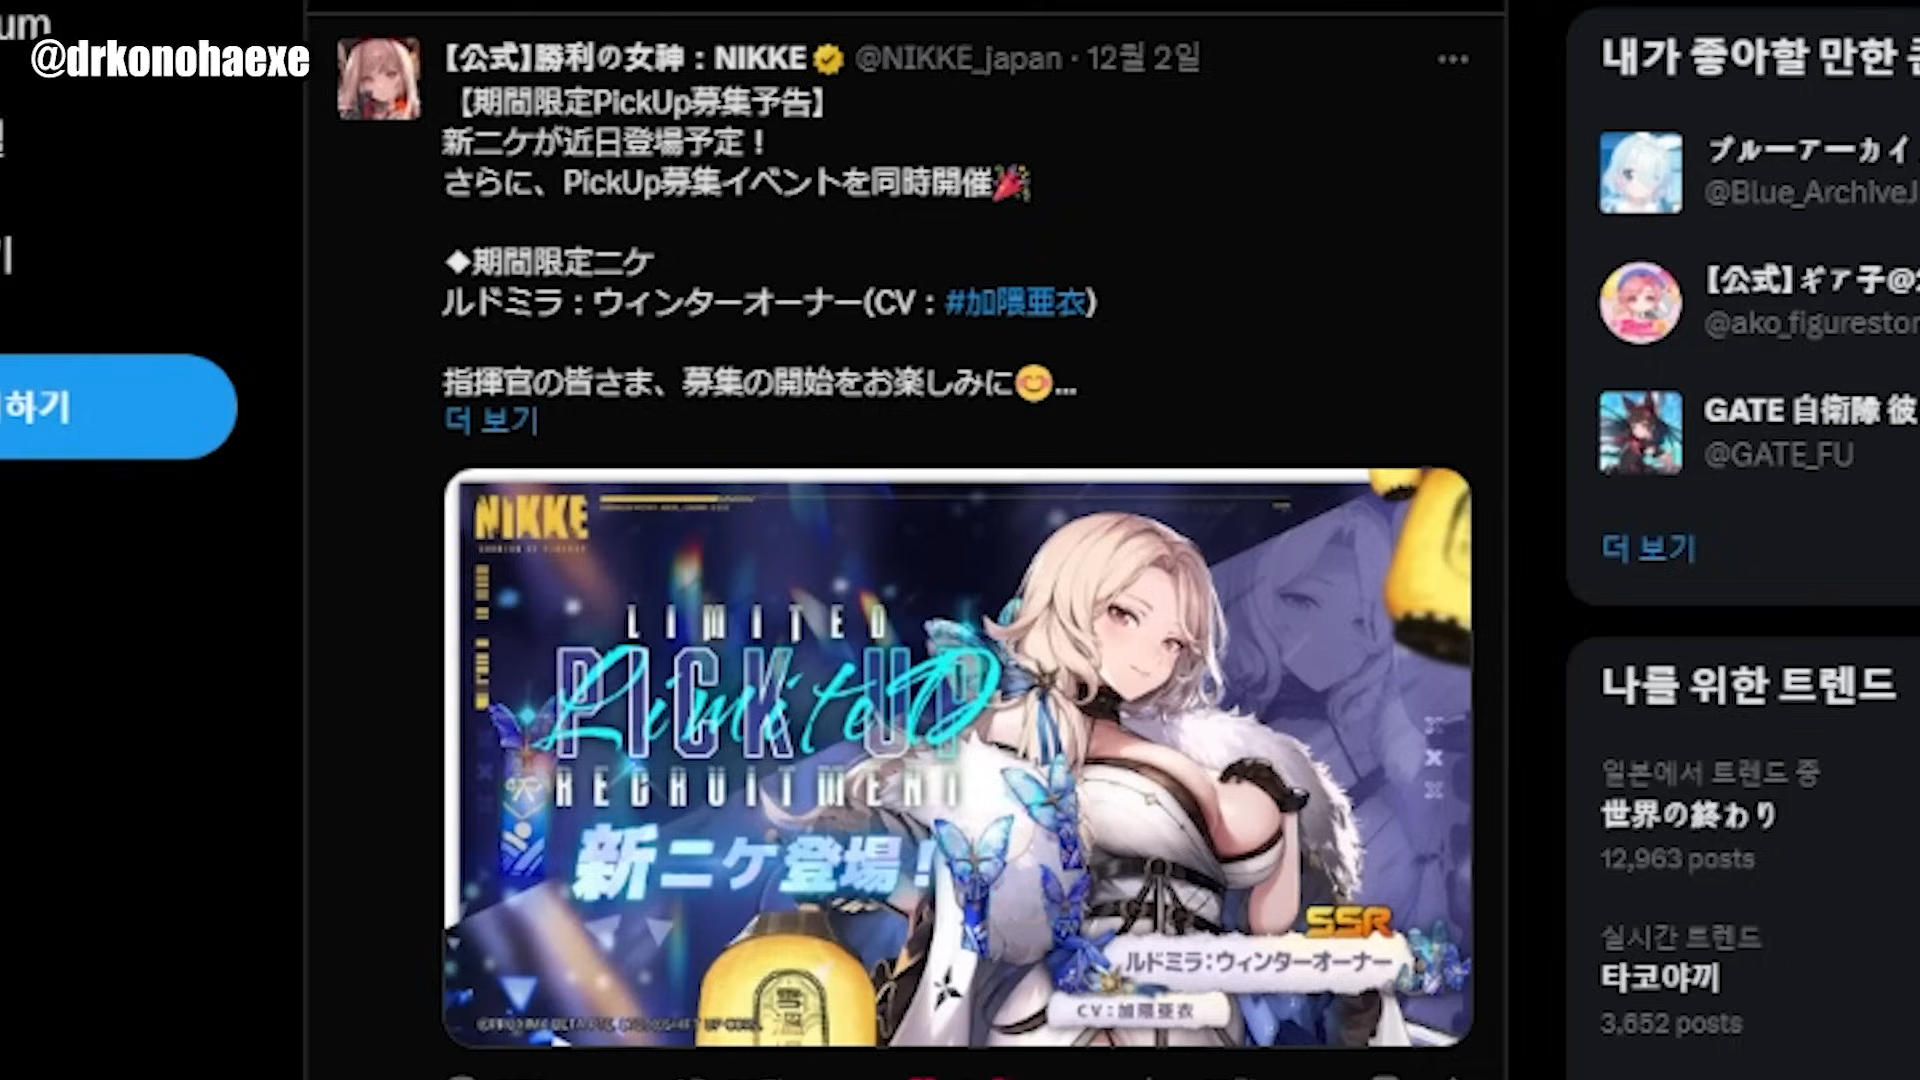 um
@drkonohaexe
하기
【公式】勝利の女神：NIKKE @NIKKE_japan · 12월 2일
【期間限定PickUp募集予告】
新ニケが近日登場予定！
さらに、PickUp募集イベントを同時開催🎉
◆期間限定ニケ
ルドミラ：ウィンターオーナー(CV：#加隈亜衣)
指揮官の皆さま、募集の開始をお楽しみに😊...
더 보기
NIKKE
LIMITED
PICK UP
Limited
RECRUITMENT
新ニケ登場！
SSR
ルドミラ：ウィンターオーナー
CV：加隈亜衣
내가 좋아할 만한
ブルーアーカイ
@Blue_ArchiveJ
【公式】ギア子@
@ako_figurestor
GATE 自衛隊 彼
@GATE_FU
더 보기
나를 위한 트렌드
일본에서 트렌드 중
世界の終わり
12,963 posts
실시간 트렌드
타코야끼
3,652 posts